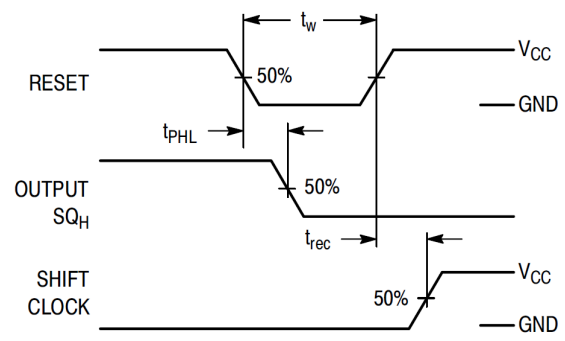 tw
VCC
RESET
50%
GND
tPHL
OUTPUT
SQH
50%
trec
SHIFT
CLOCK
VCC
50%
GND